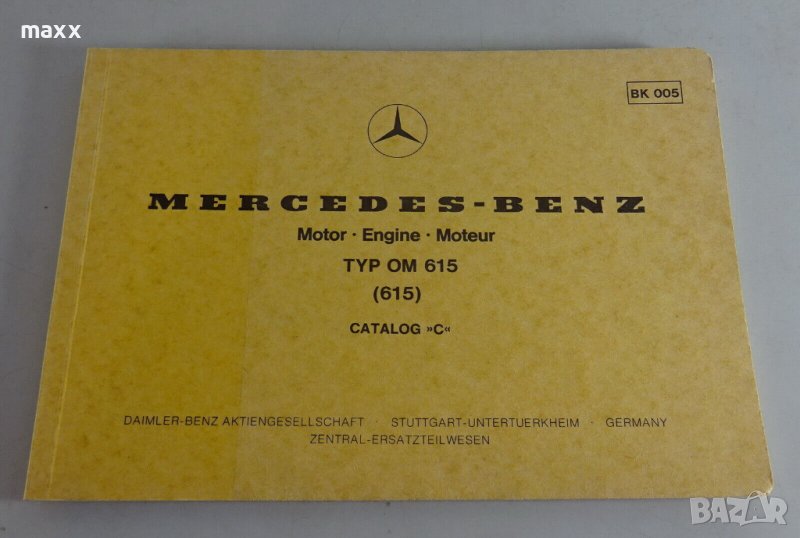 maxx
BK 005
MERCEDES-BENZ
Motor · Engine · Moteur
TYP OM 615
(615)
CATALOG »C«
DAIMLER-BENZ AKTIENGESELLSCHAFT · STUTTGART-UNTERTUERKHEIM · GERMANY
ZENTRAL-ERSATZTEILWESEN
BAZAR